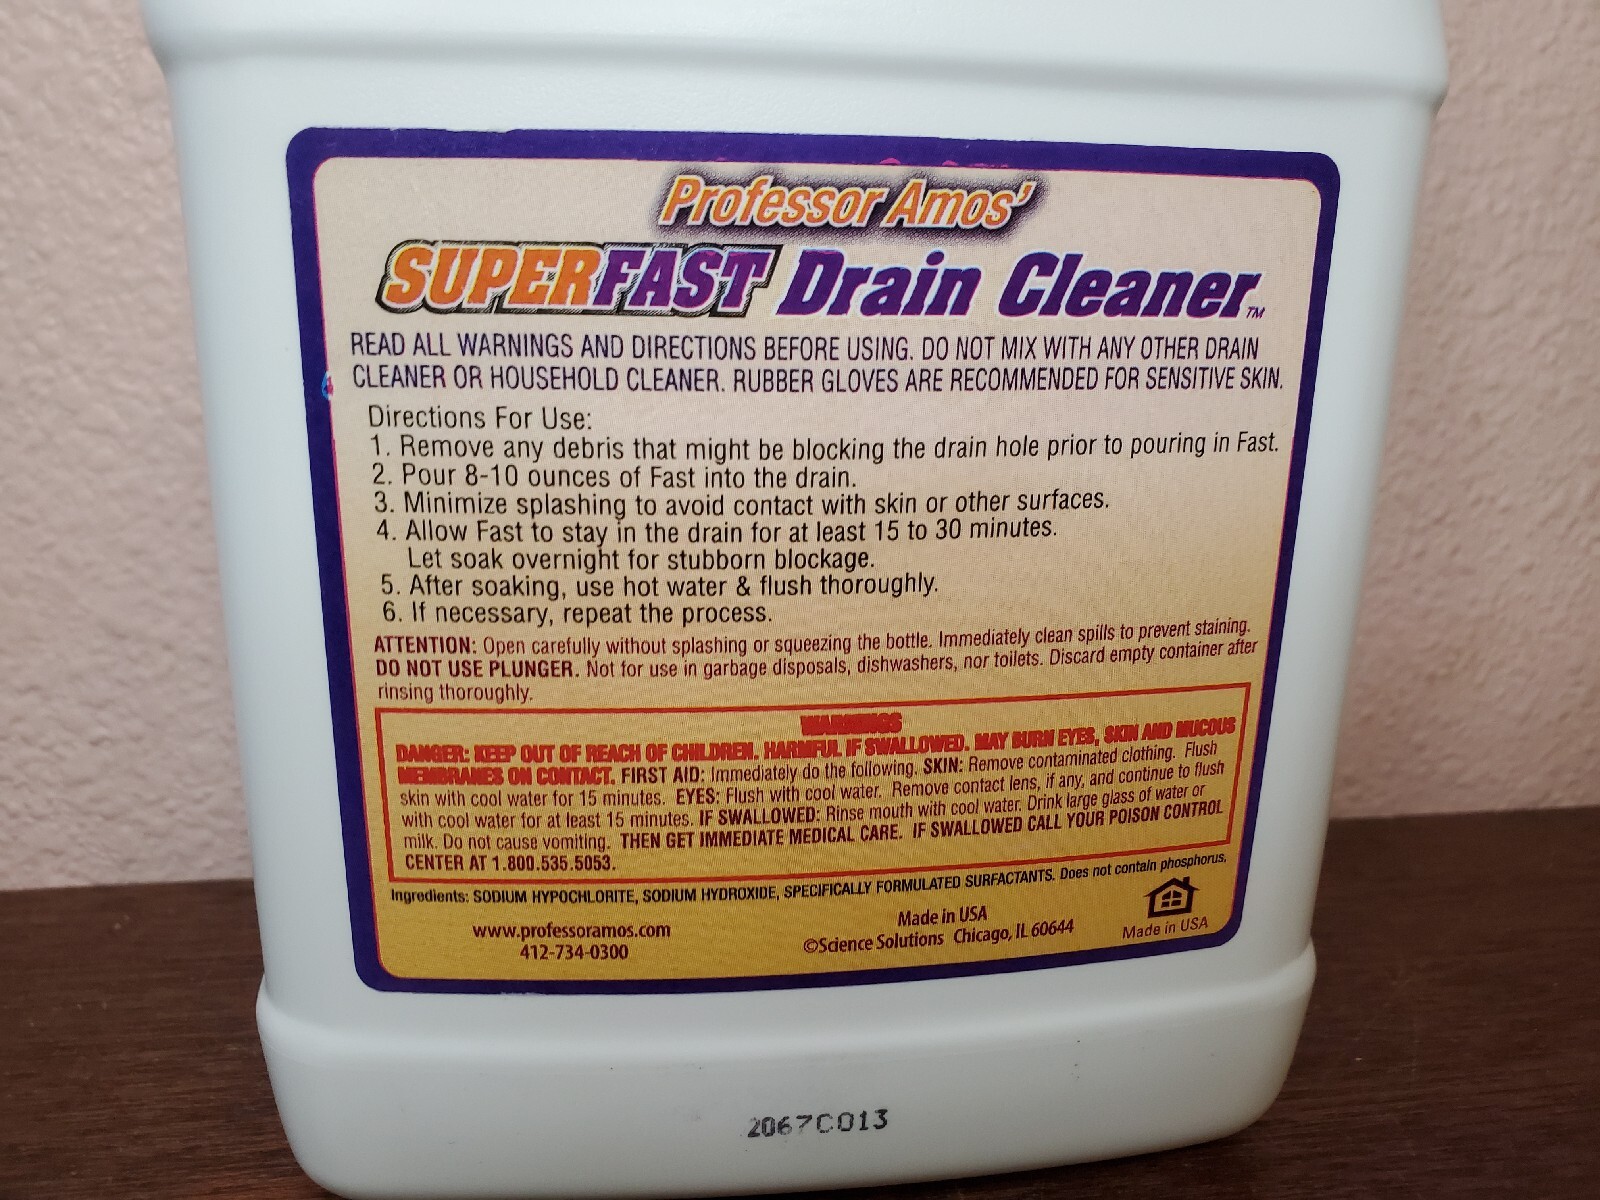 Professor Amos'
SUPERFAST Drain Cleaner™
READ ALL WARNINGS AND DIRECTIONS BEFORE USING. DO NOT MIX WITH ANY OTHER DRAIN
CLEANER OR HOUSEHOLD CLEANER. RUBBER GLOVES ARE RECOMMENDED FOR SENSITIVE SKIN.
Directions For Use:
1. Remove any debris that might be blocking the drain hole prior to pouring in Fast.
2. Pour 8-10 ounces of Fast into the drain.
3. Minimize splashing to avoid contact with skin or other surfaces.
4. Allow Fast to stay in the drain for at least 15 to 30 minutes.
Let soak overnight for stubborn blockage.
5. After soaking, use hot water & flush thoroughly.
6. If necessary, repeat the process.
ATTENTION: Open carefully without splashing or squeezing the bottle. Immediately clean spills to prevent staining.
DO NOT USE PLUNGER. Not for use in garbage disposals, dishwashers, nor toilets. Discard empty container after
rinsing thoroughly.
WARNINGS
DANGER: KEEP OUT OF REACH OF CHILDREN. HARMFUL IF SWALLOWED. MAY BURN EYES, SKIN AND MUCOUS
MEMBRANES ON CONTACT. FIRST AID: Immediately do the following. SKIN: Remove contaminated clothing. Flush
skin with cool water for 15 minutes. EYES: Flush with cool water. Remove contact lens, if any, and continue to flush
with cool water for at least 15 minutes. IF SWALLOWED: Rinse mouth with cool water. Drink large glass of water or
milk. Do not cause vomiting. THEN GET IMMEDIATE MEDICAL CARE. IF SWALLOWED CALL YOUR POISON CONTROL
CENTER AT 1.800.535.5053.
Ingredients: SODIUM HYPOCHLORITE, SODIUM HYDROXIDE, SPECIFICALLY FORMULATED SURFACTANTS. Does not contain phosphorus.
www.professoramos.com
412-734-0300
Made in USA
©Science Solutions Chicago, IL 60644
Made in USA
2067C013